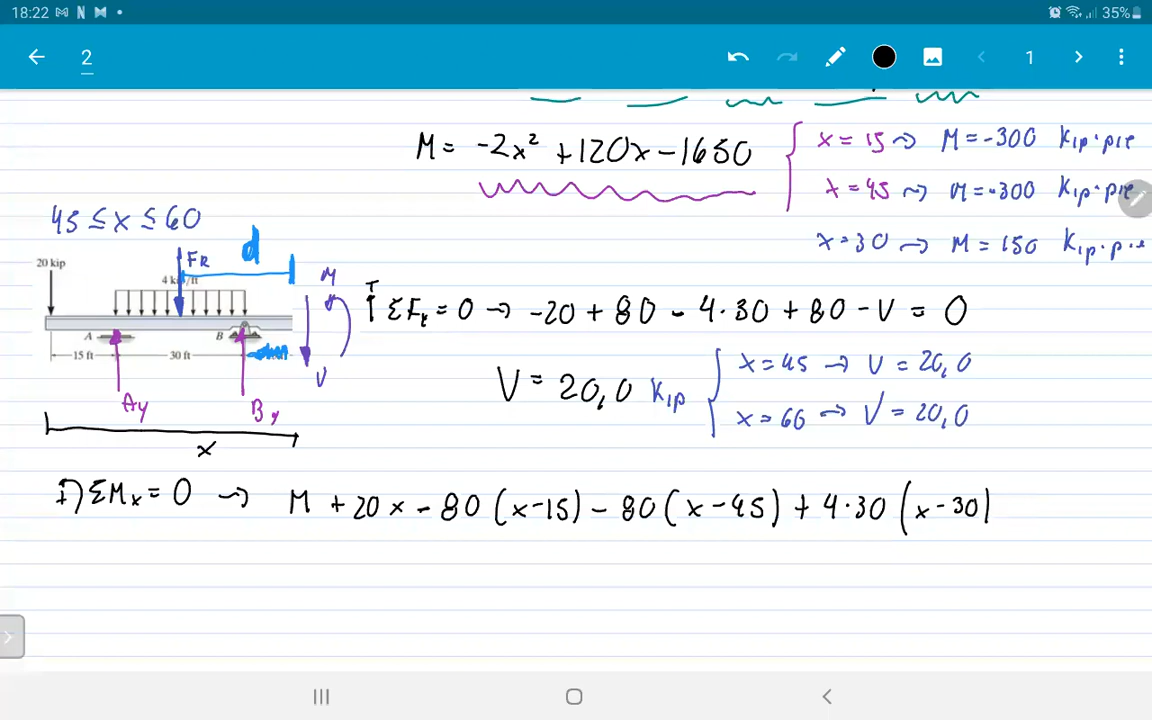 18:22 35%
2 1
M = -2x² + 120x - 1650
x = 15 → M = -300 Kip·pie
x = 45 → M = -300 Kip·pie
x = 30 → M = 150 Kip·pie
45 ≤ x ≤ 60
d
FR
20 kip
4 kip/ft
M
A B
15 ft 30 ft
V
Ay By
x
↑ ΣFy = 0 → -20 + 80 - 4·30 + 80 - V = 0
V = 20,0 Kip
x = 45 → V = 20,0
x = 60 → V = 20,0
ΣMx = 0 → M + 20x - 80 (x-15) - 80 (x-45) + 4·30 (x-30)